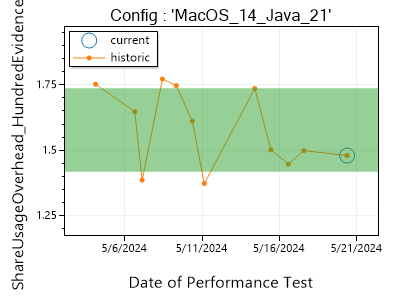 Config : 'MacOS_14_Java_21'
current
historic
ShareUsageOverhead_HundredEvidence
1.75
1.5
1.25
5/6/2024
5/11/2024
5/16/2024
5/21/2024
Date of Performance Test